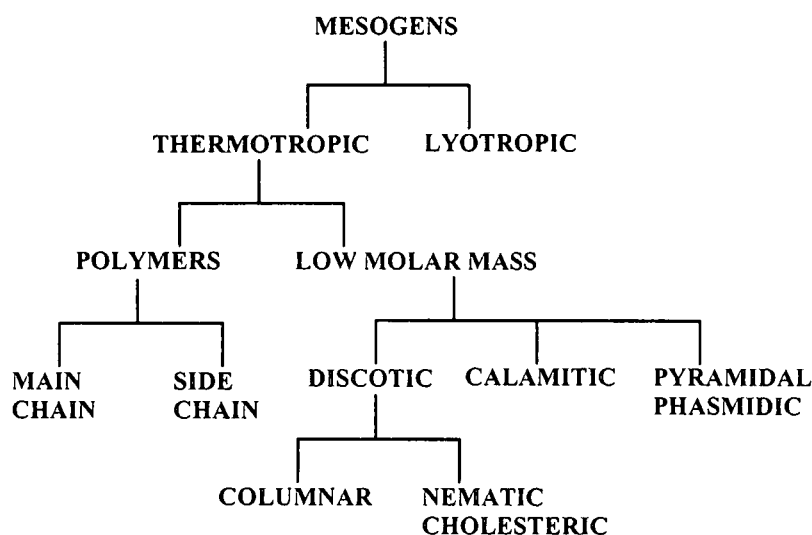 MESOGENS
THERMOTROPIC
LYOTROPIC
POLYMERS
LOW MOLAR MASS
MAIN
CHAIN
SIDE
CHAIN
DISCOTIC
CALAMITIC
PYRAMIDAL
PHASMIDIC
COLUMNAR
NEMATIC
CHOLESTERIC